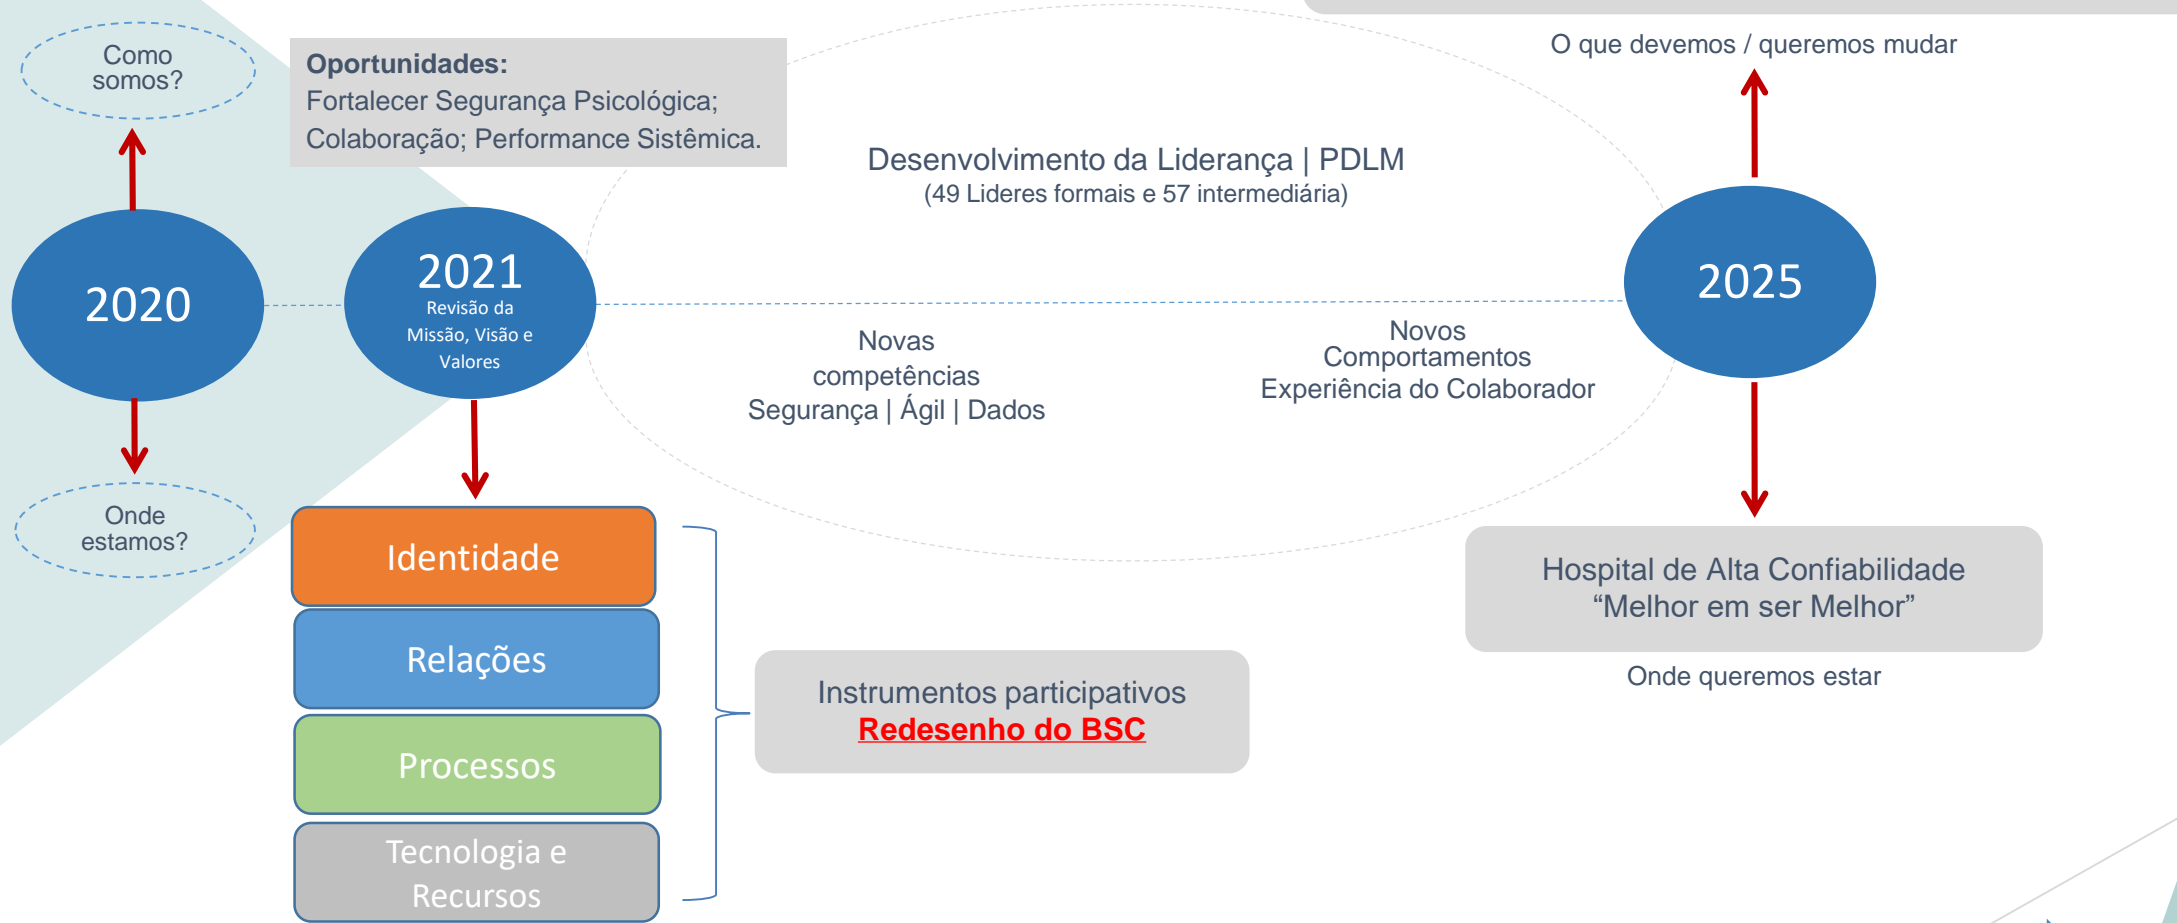 Como
somos?
Oportunidades:
Fortalecer Segurança Psicológica;
Colaboração; Performance Sistêmica.
O que devemos / queremos mudar
Desenvolvimento da Liderança | PDLM
(49 Lideres formais e 57 intermediária)
2020
2021
Revisão da
Missão, Visão e
Valores
2025
Novas
competências
Segurança | Ágil | Dados
Novos
Comportamentos
Experiência do Colaborador
Onde
estamos?
Identidade
Relações
Processos
Tecnologia e
Recursos
Instrumentos participativos
Redesenho do BSC
Hospital de Alta Confiabilidade
“Melhor em ser Melhor”
Onde queremos estar